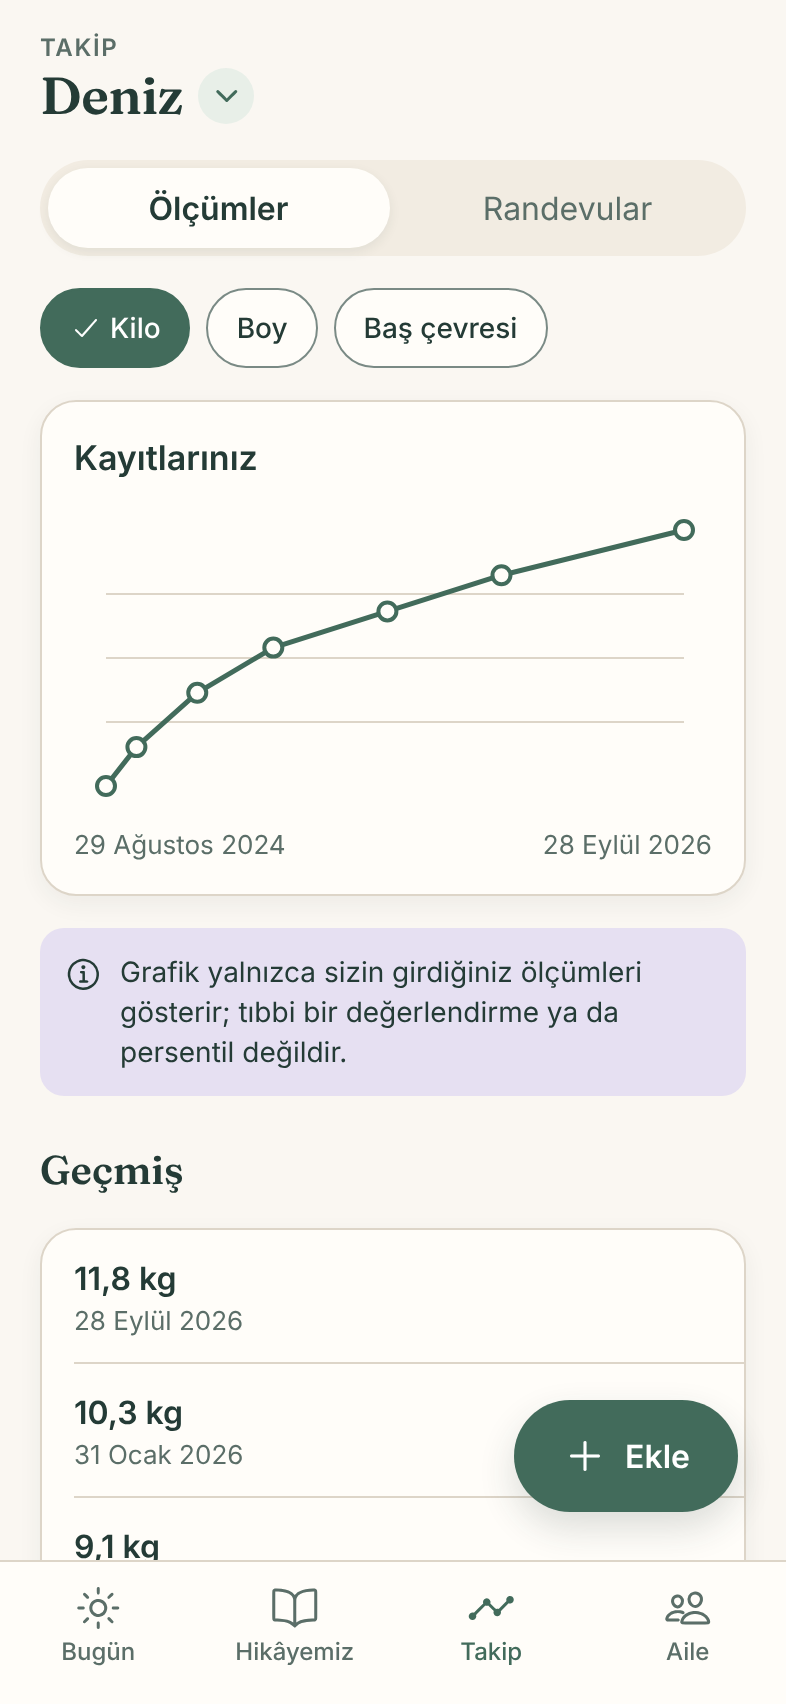 TAKİP
Deniz
Ölçümler
Randevular
Kilo
Boy
Baş çevresi
Kayıtlarınız
29 Ağustos 2024
28 Eylül 2026
Grafik yalnızca sizin girdiğiniz ölçümleri
gösterir; tıbbi bir değerlendirme ya da
persentil değildir.
Geçmiş
11,8 kg
28 Eylül 2026
10,3 kg
31 Ocak 2026
Ekle
9,1 kg
Bugün
Hikâyemiz
Takip
Aile